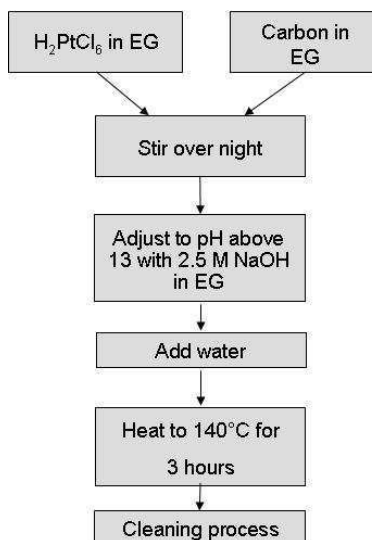 H₂PtCl₆ in EG
Carbon in
EG
Stir over night
Adjust to pH above
13 with 2.5 M NaOH
in EG
Add water
Heat to 140°C for
3 hours
Cleaning process